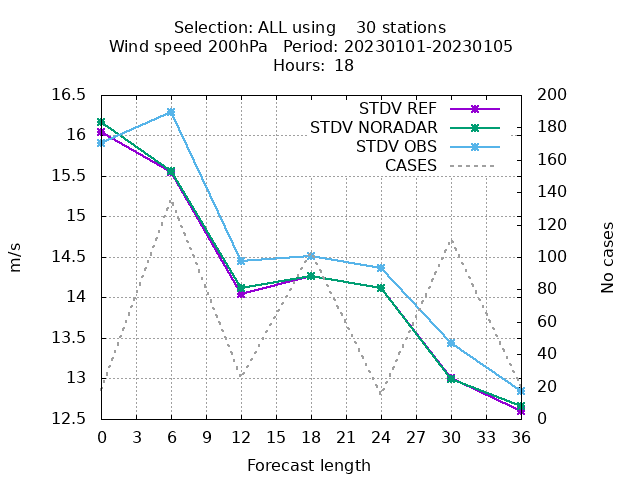 Selection: ALL using    30 stations
Wind speed 200hPa   Period: 20230101-20230105
Hours: 18
STDV REF
STDV NORADAR
STDV OBS
CASES
16.5
16
15.5
15
14.5
14
13.5
13
12.5
200
180
160
140
120
100
80
60
40
20
0
m/s
No cases
0 3 6 9 12 15 18 21 24 27 30 33 36
Forecast length